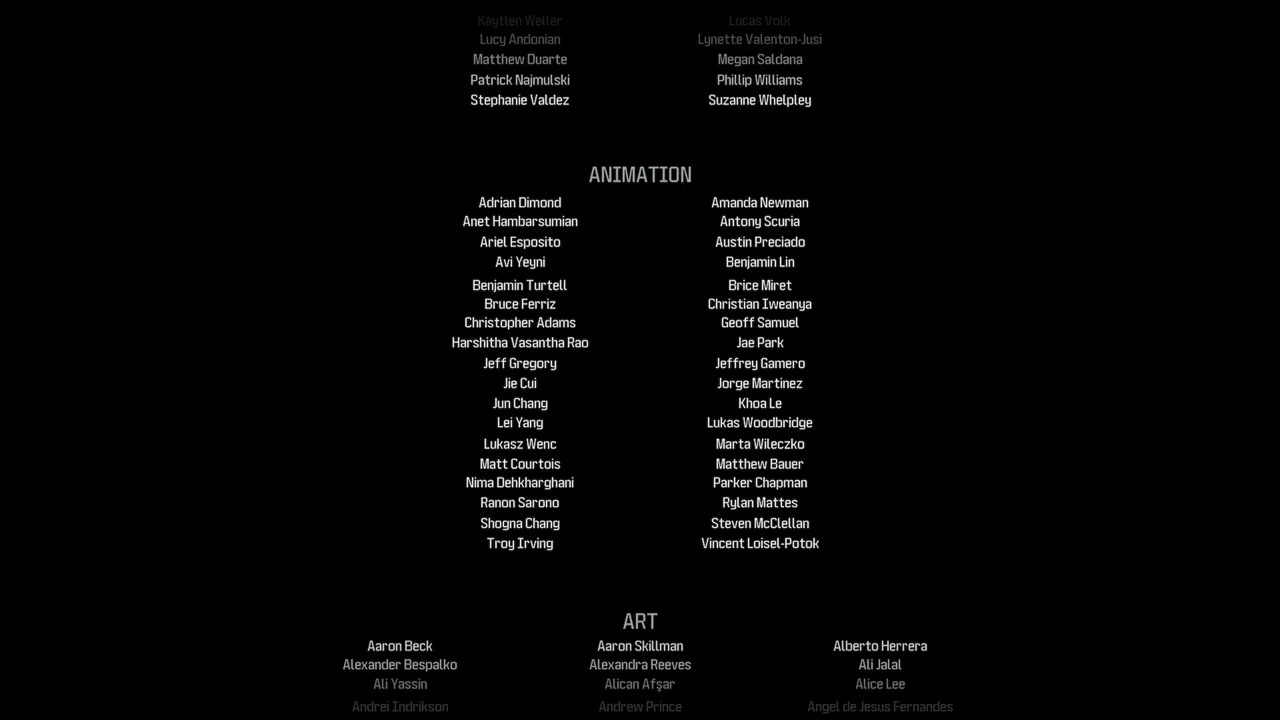 Kaytlen Weller Lucas Volk
Lucy Andonian Lynette Valenton-Jusi
Matthew Duarte Megan Saldana
Patrick Najmulski Phillip Williams
Stephanie Valdez Suzanne Whelpley
ANIMATION
Adrian Dimond Amanda Newman
Anet Hambarsumian Antony Scuria
Ariel Esposito Austin Preciado
Avi Yeyni Benjamin Lin
Benjamin Turtell Brice Miret
Bruce Ferriz Christian Iweanya
Christopher Adams Geoff Samuel
Harshitha Vasantha Rao Jae Park
Jeff Gregory Jeffrey Gamero
Jie Cui Jorge Martinez
Jun Chang Khoa Le
Lei Yang Lukas Woodbridge
Lukasz Wenc Marta Wileczko
Matt Courtois Matthew Bauer
Nima Dehkharghani Parker Chapman
Ranon Sarono Rylan Mattes
Shogna Chang Steven McClellan
Troy Irving Vincent Loisel-Potok
ART
Aaron Beck Aaron Skillman Alberto Herrera
Alexander Bespalko Alexandra Reeves Ali Jalal
Ali Yassin Alican Afşar Alice Lee
Andrei Indrikson Andrew Prince Angel de Jesus Fernandes